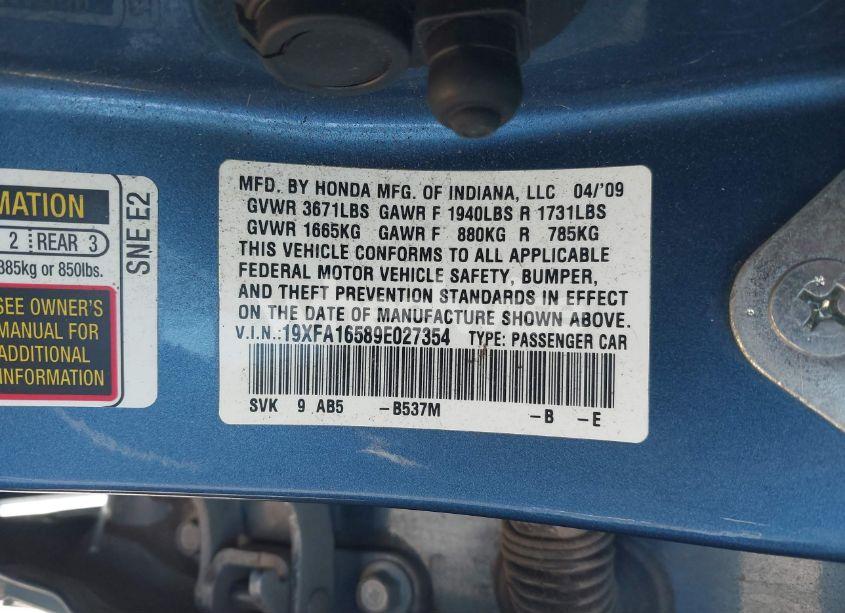 MATION
2 REAR 3
385kg or 850lbs.
SEE OWNER'S
MANUAL FOR
ADDITIONAL
INFORMATION
SNE E2
MFD. BY HONDA MFG. OF INDIANA, LLC 04/'09
GVWR 3671LBS GAWR F 1940LBS R 1731LBS
GVWR 1665KG GAWR F 880KG R 785KG
THIS VEHICLE CONFORMS TO ALL APPLICABLE
FEDERAL MOTOR VEHICLE SAFETY, BUMPER,
AND THEFT PREVENTION STANDARDS IN EFFECT
ON THE DATE OF MANUFACTURE SHOWN ABOVE.
V.I.N.:19XFA16589E027354 TYPE: PASSENGER CAR
SVK 9 AB5 -B537M -B -E